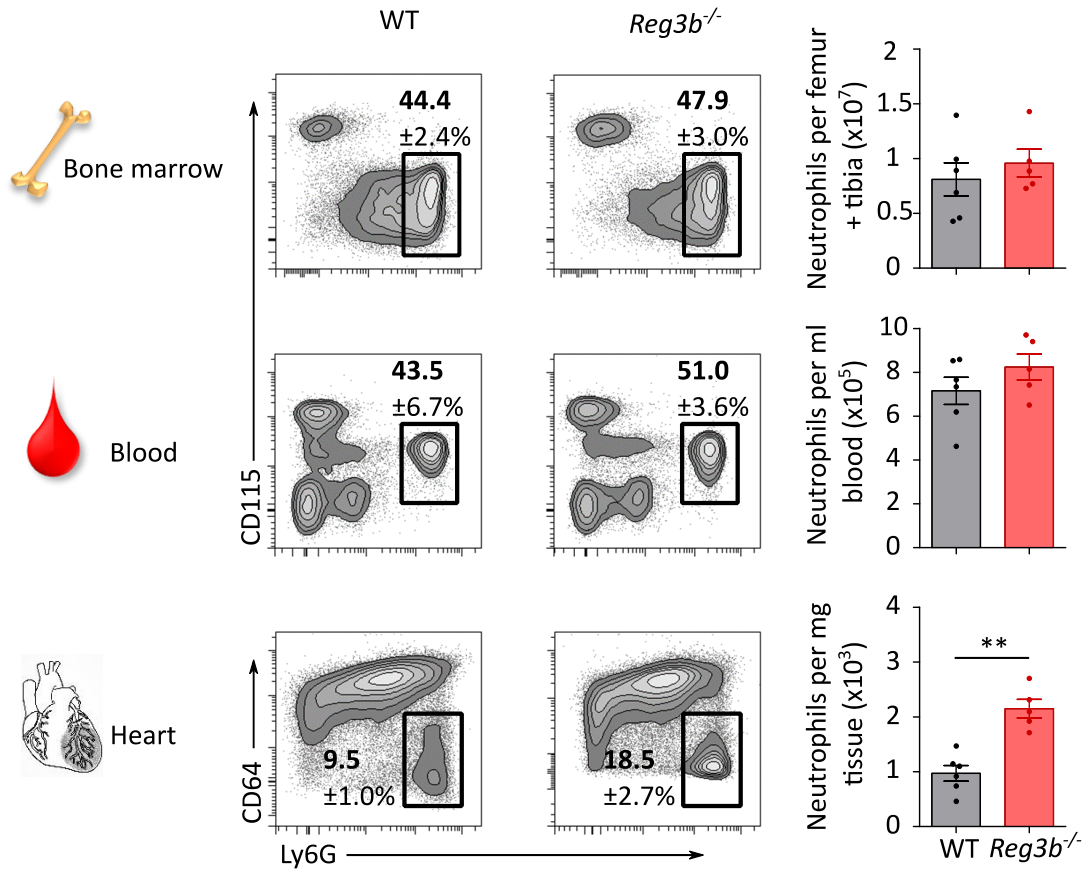 WT
Reg3b-/-
Bone marrow
44.4
±2.4%
47.9
±3.0%
Neutrophils per femur
+ tibia (x10⁷)
2
1
0.5
0
Blood
CD115
43.5
±6.7%
51.0
±3.6%
Neutrophils per ml
blood (x10⁵)
10
8
6
4
2
0
Heart
CD64
9.5
±1.0%
18.5
±2.7%
Neutrophils per mg
tissue (x10³)
4
3
2
1
0
**
Ly6G
WT
Reg3b-/-